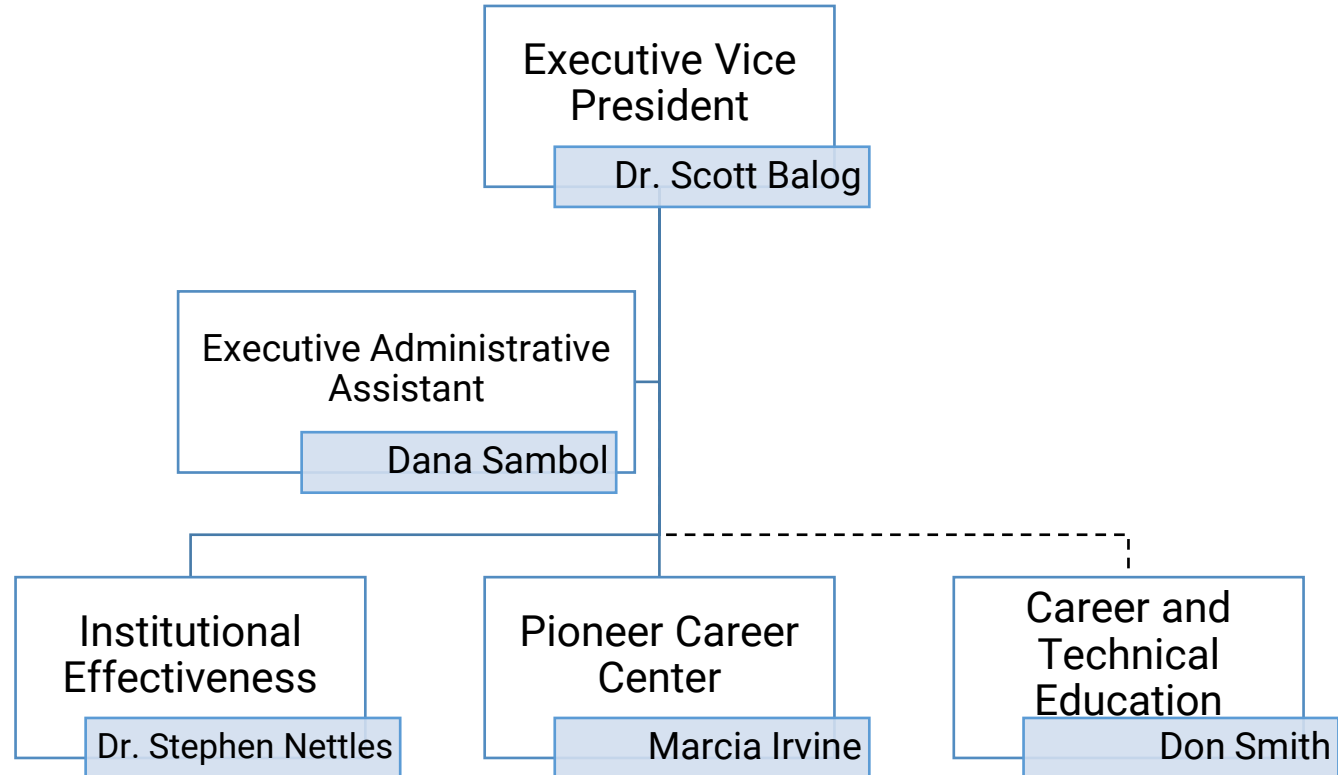 Executive Vice
President
Dr. Scott Balog
Executive Administrative
Assistant
Dana Sambol
Institutional
Effectiveness
Dr. Stephen Nettles
Pioneer Career
Center
Marcia Irvine
Career and
Technical
Education
Don Smith